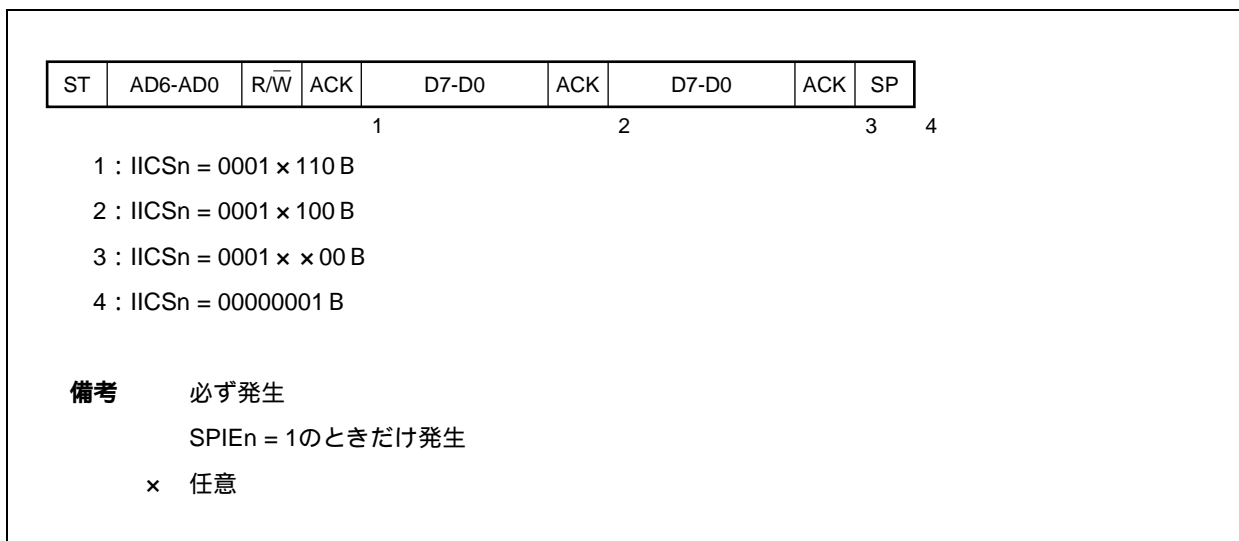 ST AD6-AD0 R/W̅ ACK D7-D0 ACK D7-D0 ACK SP
1 2 3 4
1：IICSn = 0001×110 B
2：IICSn = 0001×100 B
3：IICSn = 0001××00 B
4：IICSn = 00000001 B
備考 必ず発生
SPIEn = 1のときだけ発生
× 任意